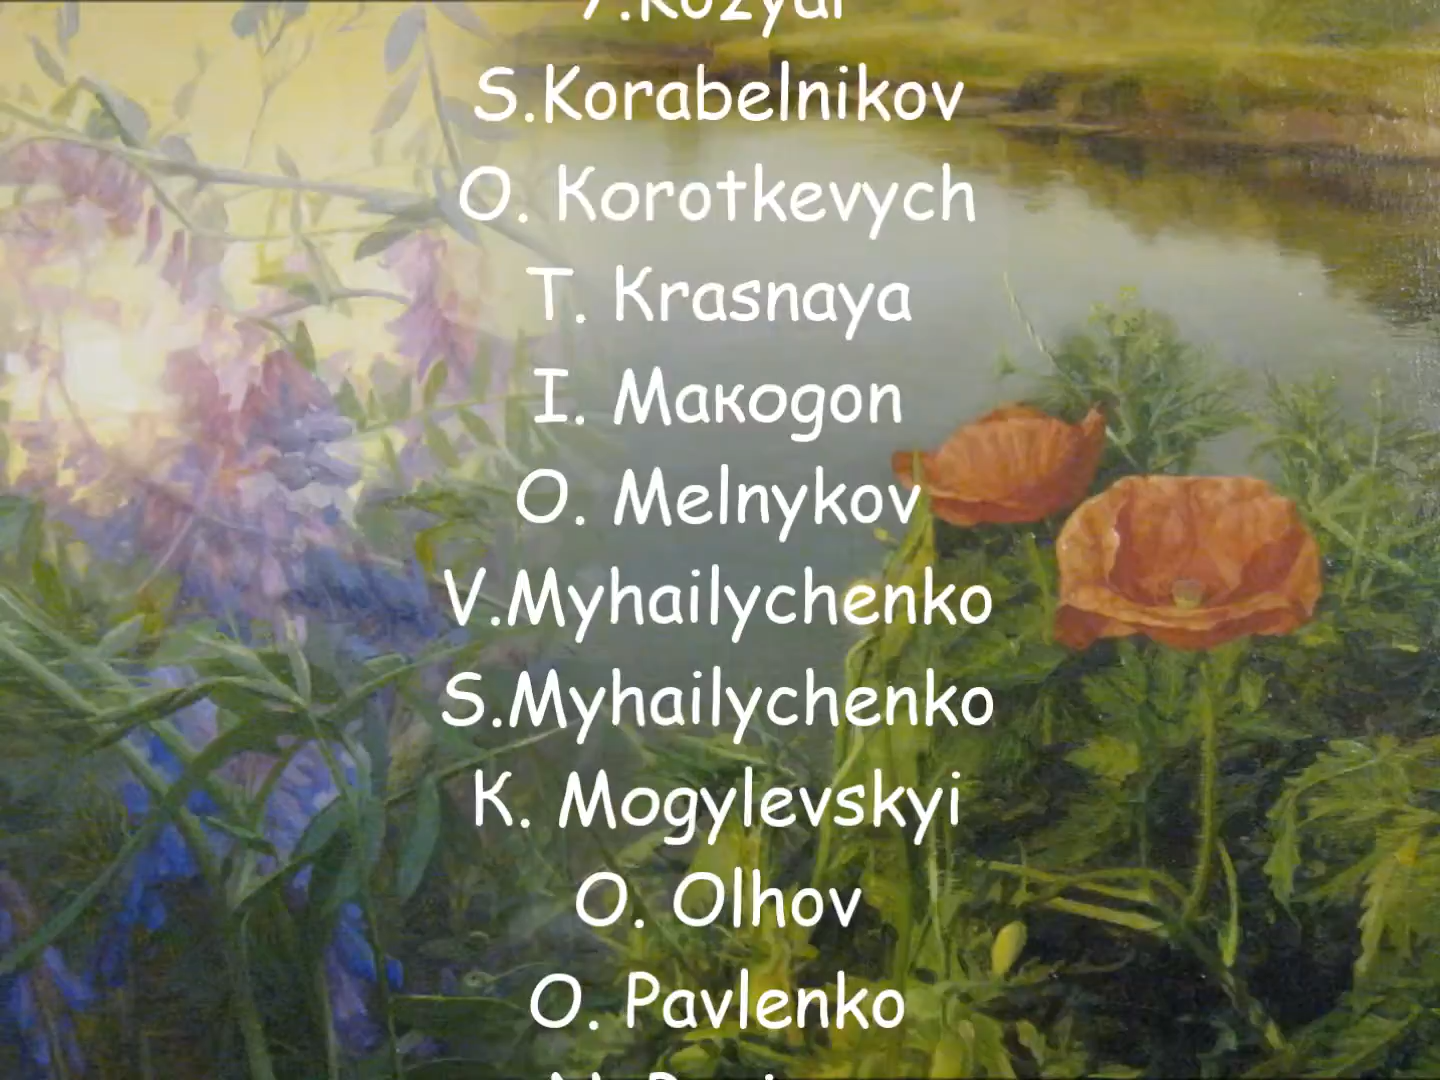 S.Korabelnikov
O. Korotkevych
T. Krasnaya
I. Maкogon
O. Melnykov
V.Myhailychenko
S.Myhailychenko
K. Mogylevskyi
O. Olhov
O. Pavlenko